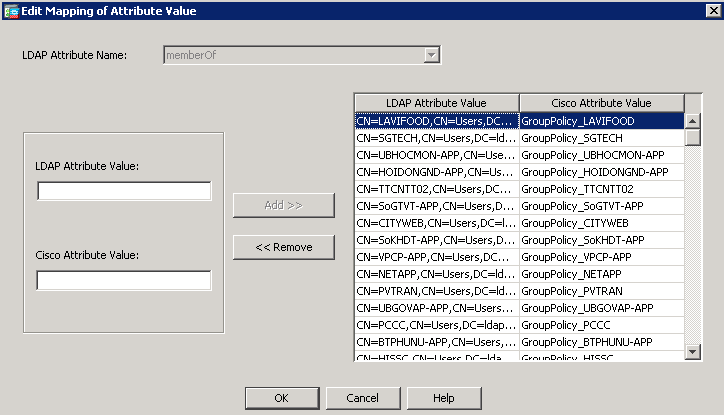 Edit Mapping of Attribute Value
LDAP Attribute Name: memberOf
LDAP Attribute Value Cisco Attribute Value
CN=LAVIFOOD,CN=Users,DC... GroupPolicy_LAVIFOOD
CN=SGTECH,CN=Users,DC=ld... GroupPolicy_SGTECH
CN=UBHOCMON-APP,CN=Us... GroupPolicy_UBHOCMON-APP
CN=HOIDONGND-APP,CN=Us... GroupPolicy_HOIDONGND-APP
CN=TTCNTT02,CN=Users,DC... GroupPolicy_TTCNTT02
CN=SoGTVT-APP,CN=Users,D... GroupPolicy_SoGTVT-APP
CN=CITYWEB,CN=Users,DC=l... GroupPolicy_CITYWEB
CN=SoKHDT-APP,CN=Users,D... GroupPolicy_SoKHDT-APP
CN=VPCP-APP,CN=Users,DC... GroupPolicy_VPCP-APP
CN=NETAPP,CN=Users,DC=ld... GroupPolicy_NETAPP
CN=PVTRAN,CN=Users,DC=ld... GroupPolicy_PVTRAN
CN=UBGOVAP-APP,CN=Users... GroupPolicy_UBGOVAP-APP
CN=PCCC,CN=Users,DC=ldap... GroupPolicy_PCCC
CN=BTPHUNU-APP,CN=Users,... GroupPolicy_BTPHUNU-APP
CN=HISSC,CN=Users,DC=lda... GroupPolicy_HISSC
LDAP Attribute Value:
Cisco Attribute Value:
Add >>
<< Remove
OK Cancel Help